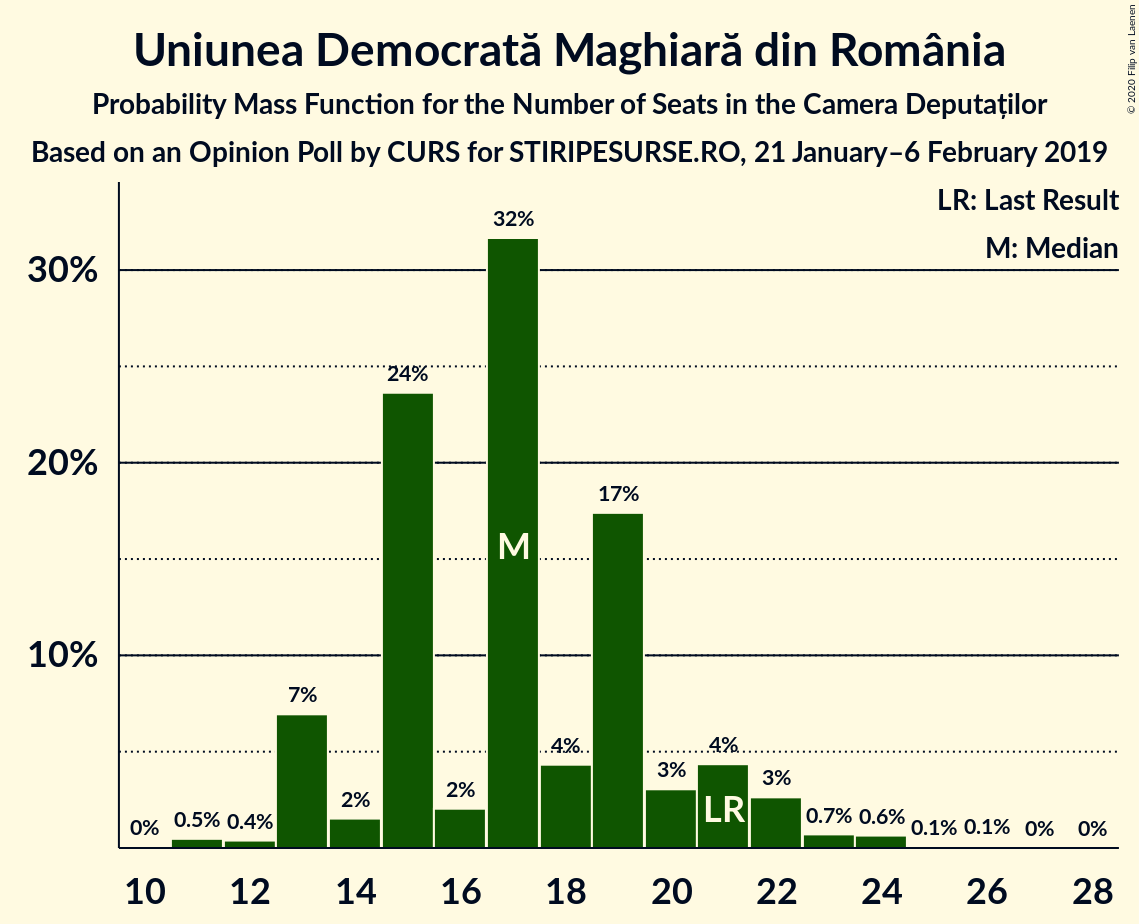 Uniunea Democrată Maghiară din România
Probability Mass Function for the Number of Seats in the Camera Deputaților
Based on an Opinion Poll by CURS for STIRIPESURSE.RO, 21 January–6 February 2019
© 2020 Filip van Laenen
LR: Last Result
M: Median
30%
20%
10%
0%
0.5%
0.4%
7%
2%
24%
2%
32%
4%
17%
3%
4%
3%
0.7%
0.6%
0.1%
0.1%
0%
0%
M
LR
10 12 14 16 18 20 22 24 26 28